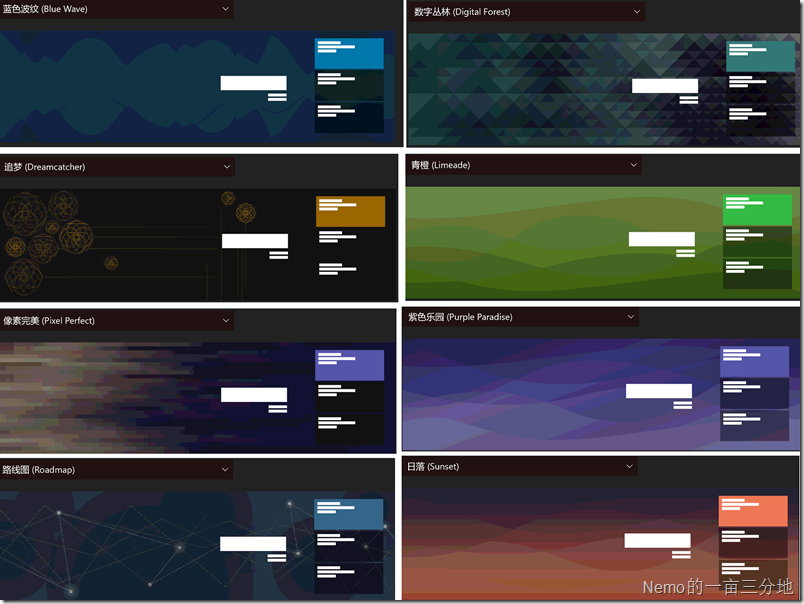 蓝色波纹 (Blue Wave)
数字丛林 (Digital Forest)
追梦 (Dreamcatcher)
青橙 (Limeade)
像素完美 (Pixel Perfect)
紫色乐园 (Purple Paradise)
路线图 (Roadmap)
日落 (Sunset)
Nemo的一亩三分地